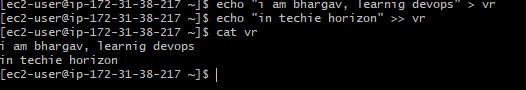 [ec2-user@ip-172-31-38-217 ~]$ echo "i am bhargav, learnig devops" > vr
[ec2-user@ip-172-31-38-217 ~]$ echo "in techie horizon" >> vr
[ec2-user@ip-172-31-38-217 ~]$ cat vr
i am bhargav, learnig devops
in techie horizon
[ec2-user@ip-172-31-38-217 ~]$